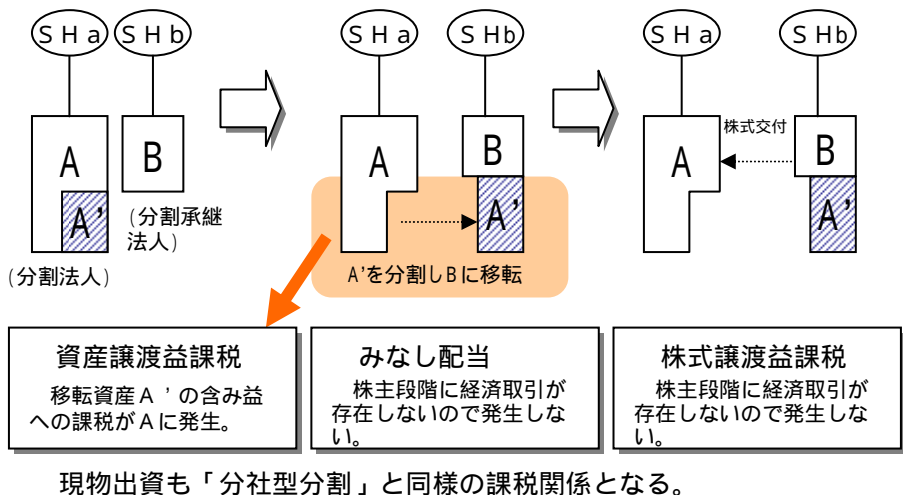 ＳＨａ
ＳＨｂ
ＳＨａ
ＳＨｂ
ＳＨａ
ＳＨｂ
A
B
A’
(分割承継
法人)
(分割法人)
A
B
A’
A’を分割しBに移転
株式交付
A
B
A’
資産譲渡益課税
移転資産Ａ’の含み益
への課税がＡに発生。
みなし配当
株主段階に経済取引が
存在しないので発生しな
い。
株式譲渡益課税
株主段階に経済取引が
存在しないので発生しな
い。
現物出資も「分社型分割」と同様の課税関係となる。